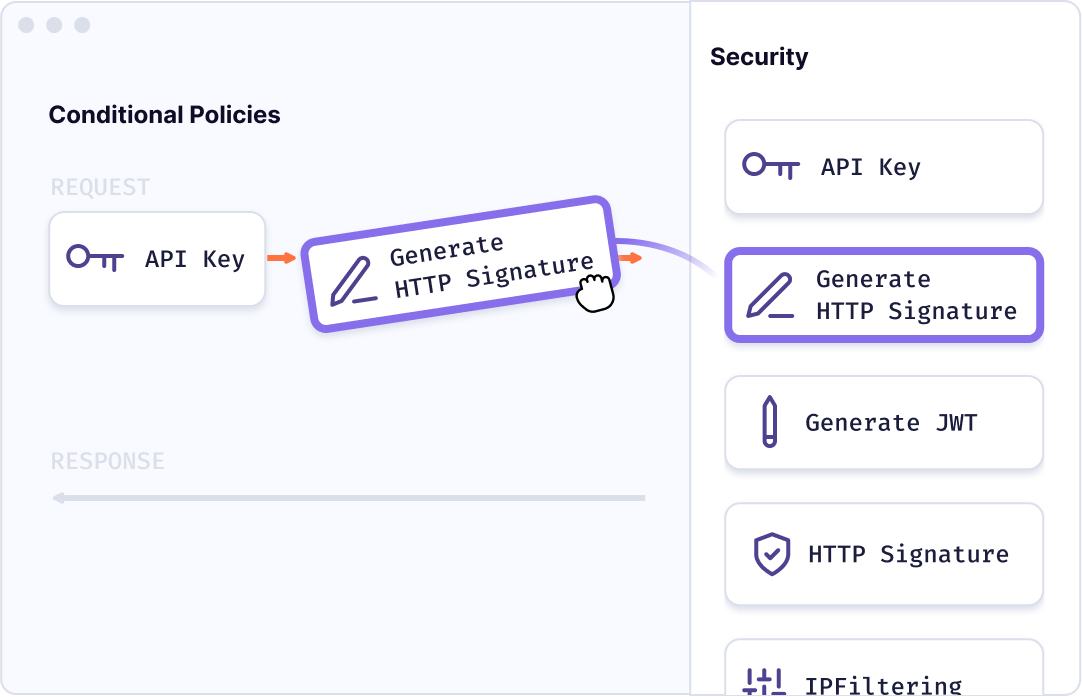 Conditional Policies
REQUEST
API Key
Generate
HTTP Signature
RESPONSE
Security
API Key
Generate
HTTP Signature
Generate JWT
HTTP Signature
IPFiltering